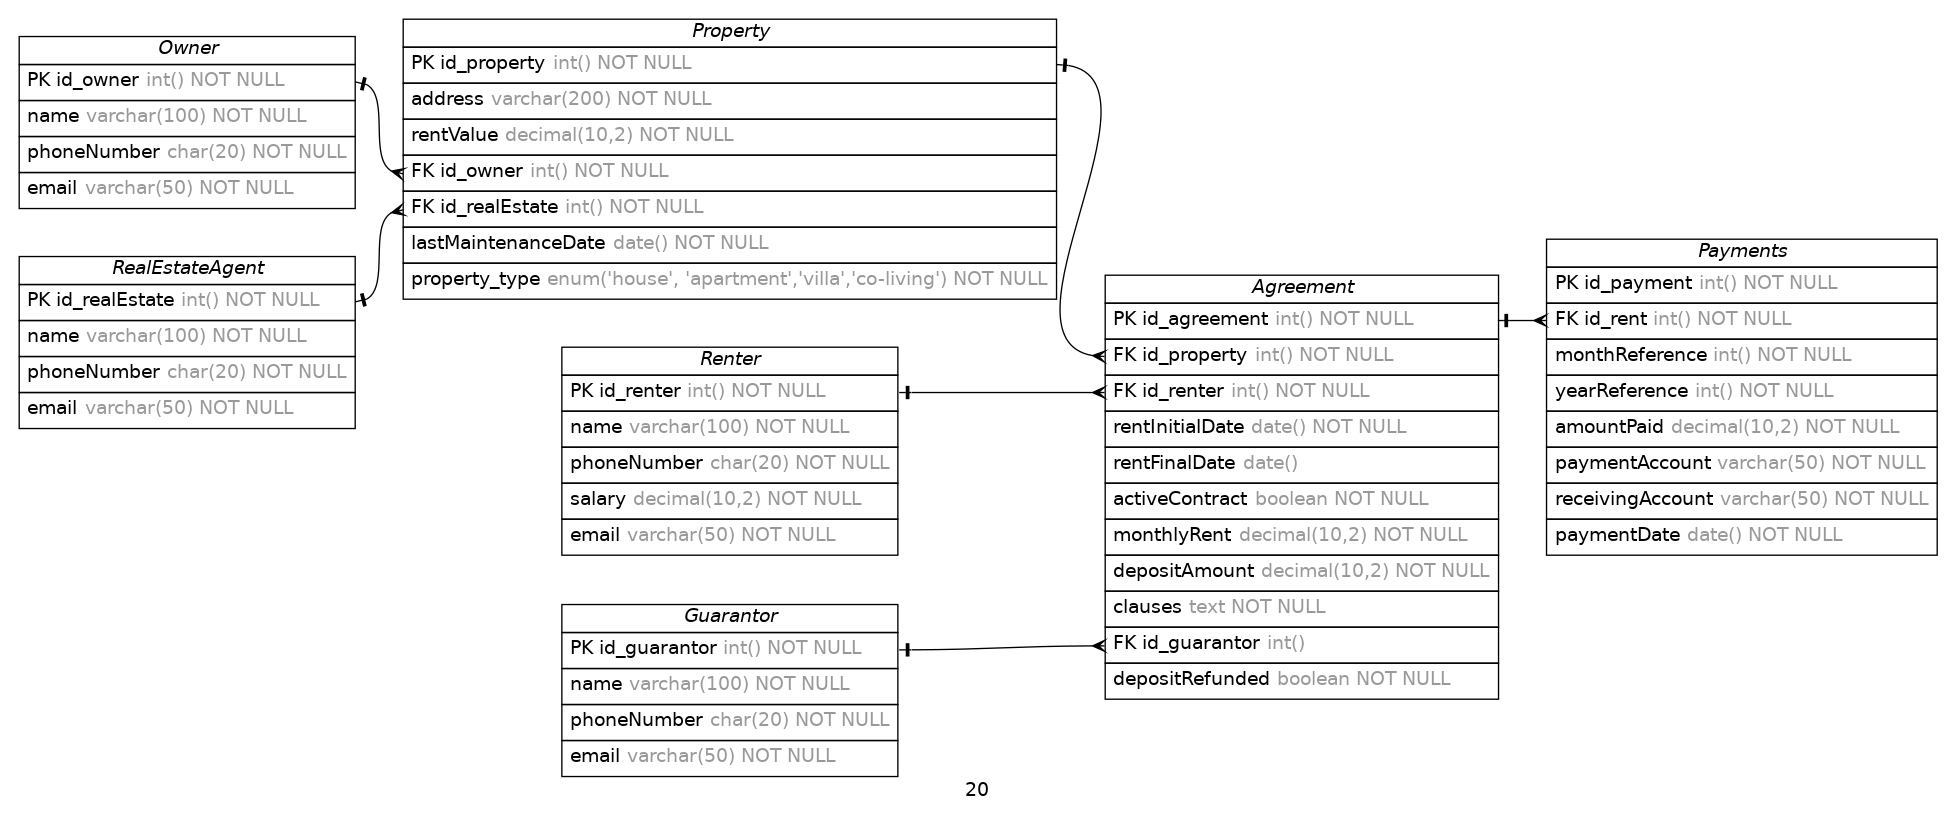 Owner
PK id_owner int() NOT NULL
name varchar(100) NOT NULL
phoneNumber char(20) NOT NULL
email varchar(50) NOT NULL
RealEstateAgent
PK id_realEstate int() NOT NULL
name varchar(100) NOT NULL
phoneNumber char(20) NOT NULL
email varchar(50) NOT NULL
Property
PK id_property int() NOT NULL
address varchar(200) NOT NULL
rentValue decimal(10,2) NOT NULL
FK id_owner int() NOT NULL
FK id_realEstate int() NOT NULL
lastMaintenanceDate date() NOT NULL
property_type enum('house', 'apartment','villa','co-living') NOT NULL
Renter
PK id_renter int() NOT NULL
name varchar(100) NOT NULL
phoneNumber char(20) NOT NULL
salary decimal(10,2) NOT NULL
email varchar(50) NOT NULL
Guarantor
PK id_guarantor int() NOT NULL
name varchar(100) NOT NULL
phoneNumber char(20) NOT NULL
email varchar(50) NOT NULL
Agreement
PK id_agreement int() NOT NULL
FK id_property int() NOT NULL
FK id_renter int() NOT NULL
rentInitialDate date() NOT NULL
rentFinalDate date()
activeContract boolean NOT NULL
monthlyRent decimal(10,2) NOT NULL
depositAmount decimal(10,2) NOT NULL
clauses text NOT NULL
FK id_guarantor int()
depositRefunded boolean NOT NULL
Payments
PK id_payment int() NOT NULL
FK id_rent int() NOT NULL
monthReference int() NOT NULL
yearReference int() NOT NULL
amountPaid decimal(10,2) NOT NULL
paymentAccount varchar(50) NOT NULL
receivingAccount varchar(50) NOT NULL
paymentDate date() NOT NULL
20